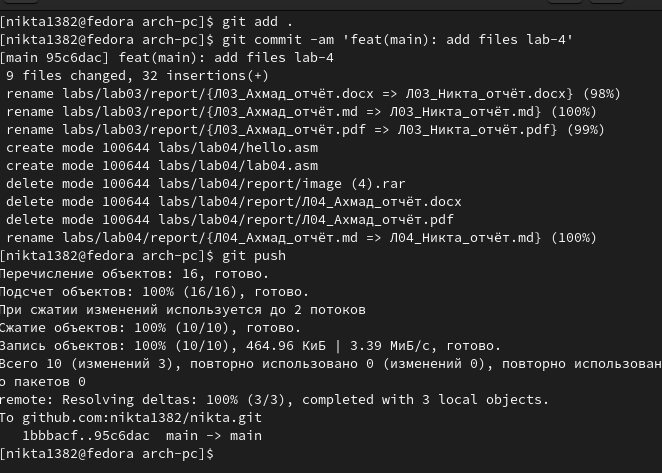 [nikta1382@fedora arch-pc]$ git add .
[nikta1382@fedora arch-pc]$ git commit -am 'feat(main): add files lab-4'
[main 95c6dac] feat(main): add files lab-4
 9 files changed, 32 insertions(+)
 rename labs/lab03/report/{Л03_Ахмад_отчёт.docx => Л03_Никта_отчёт.docx} (98%)
 rename labs/lab03/report/{Л03_Ахмад_отчёт.md => Л03_Никта_отчёт.md} (100%)
 rename labs/lab03/report/{Л03_Ахмад_отчёт.pdf => Л03_Никта_отчёт.pdf} (99%)
 create mode 100644 labs/lab04/hello.asm
 create mode 100644 labs/lab04/lab04.asm
 delete mode 100644 labs/lab04/report/image (4).rar
 delete mode 100644 labs/lab04/report/Л04_Ахмад_отчёт.docx
 delete mode 100644 labs/lab04/report/Л04_Ахмад_отчёт.pdf
 rename labs/lab04/report/{Л04_Ахмад_отчёт.md => Л04_Никта_отчёт.md} (100%)
[nikta1382@fedora arch-pc]$ git push
Перечисление объектов: 16, готово.
Подсчет объектов: 100% (16/16), готово.
При сжатии изменений используется до 2 потоков
Сжатие объектов: 100% (10/10), готово.
Запись объектов: 100% (10/10), 464.96 КиБ | 3.39 МиБ/с, готово.
Всего 10 (изменений 3), повторно использовано 0 (изменений 0), повторно использован
о пакетов 0
remote: Resolving deltas: 100% (3/3), completed with 3 local objects.
To github.com:nikta1382/nikta.git
   1bbbacf..95c6dac  main -> main
[nikta1382@fedora arch-pc]$